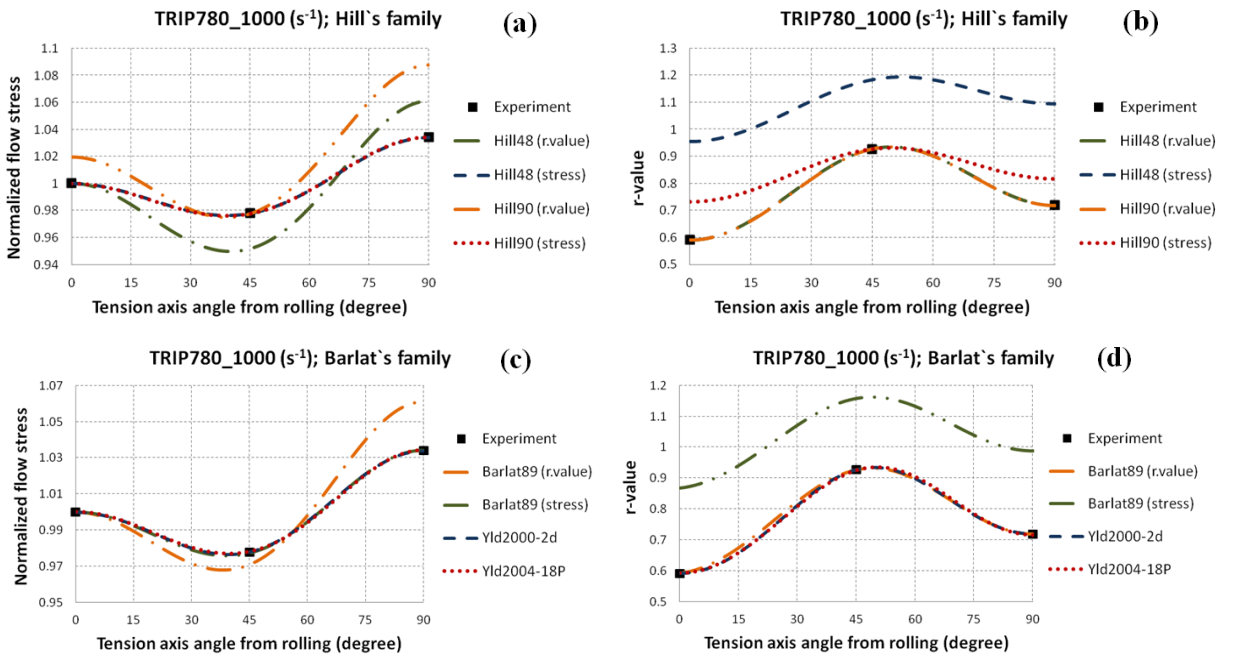 TRIP780_1000 (s-1); Hill`s family
(a)
Normalized flow stress
1.1
1.08
1.06
1.04
1.02
1
0.98
0.96
0.94
0
15
30
45
60
75
90
Tension axis angle from rolling (degree)
Experiment
Hill48 (r.value)
Hill48 (stress)
Hill90 (r.value)
Hill90 (stress)
TRIP780_1000 (s-1); Hill`s family
(b)
r-value
1.3
1.2
1.1
1
0.9
0.8
0.7
0.6
0.5
0
15
30
45
60
75
90
Tension axis angle from rolling (degree)
Experiment
Hill48 (r.value)
Hill48 (stress)
Hill90 (r.value)
Hill90 (stress)
TRIP780_1000 (s-1); Barlat`s family
(c)
Normalized flow stress
1.07
1.05
1.03
1.01
0.99
0.97
0.95
0
15
30
45
60
75
90
Tension axis angle from rolling (degree)
Experiment
Barlat89 (r.value)
Barlat89 (stress)
Yld2000-2d
Yld2004-18P
TRIP780_1000 (s-1); Barlat`s family
(d)
r-value
1.2
1.1
1
0.9
0.8
0.7
0.6
0.5
0
15
30
45
60
75
90
Tension axis angle from rolling (degree)
Experiment
Barlat89 (r.value)
Barlat89 (stress)
Yld2000-2d
Yld2004-18P